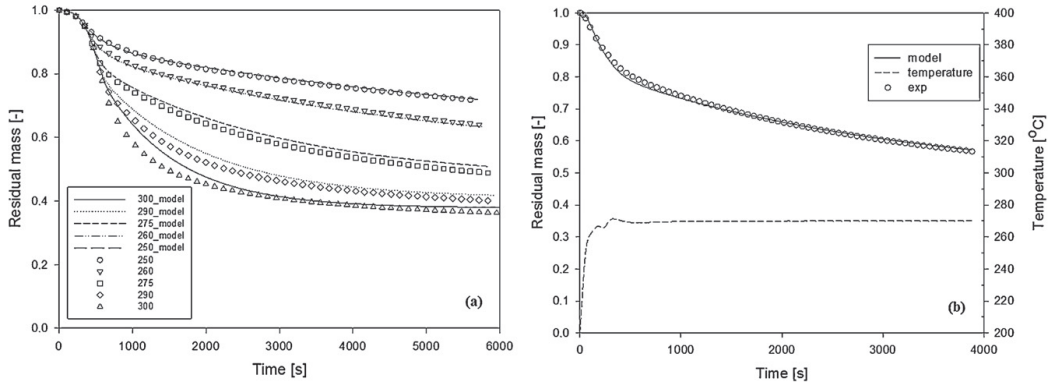 1.0
0.8
0.6
0.4
0.2
0.0
Residual mass [-]
300_model
290_model
275_model
260_model
250_model
250
260
275
290
300
(a)
0 1000 2000 3000 4000 5000 6000
Time [s]
1.0
0.9
0.8
0.7
0.6
0.5
0.4
0.3
0.2
0.1
0.0
Residual mass [-]
model
temperature
exp
(b)
400
380
360
340
320
300
280
260
240
220
200
Temperature [°C]
0 1000 2000 3000 4000
Time [s]